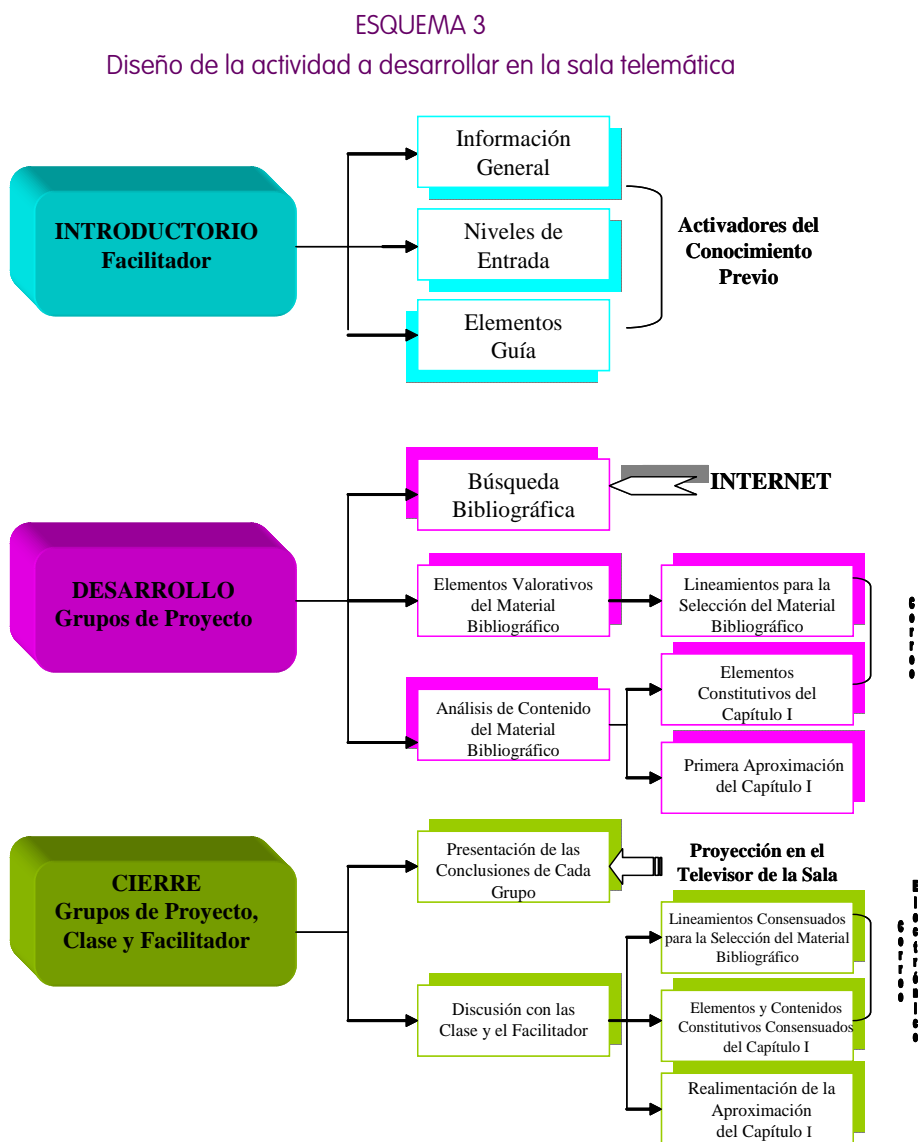 ESQUEMA 3
Diseño de la actividad a desarrollar en la sala telemática
INTRODUCTORIO
Facilitador
Información
General
Niveles de
Entrada
Elementos
Guía
Activadores del
Conocimiento
Previo
DESARROLLO
Grupos de Proyecto
Búsqueda
Bibliográfica
INTERNET
Elementos Valorativos
del Material
Bibliográfico
Lineamientos para la
Selección del Material
Bibliográfico
Análisis de Contenido
del Material
Bibliográfico
Elementos
Constitutivos del
Capítulo I
Primera Aproximación
del Capítulo I
CIERRE
Grupos de Proyecto,
Clase y Facilitador
Presentación de las
Conclusiones de Cada
Grupo
Proyección en el
Televisor de la Sala
Discusión con las
Clase y el Facilitador
Lineamientos Consensuados
para la Selección del Material
Bibliográfico
Elementos y Contenidos
Constitutivos Consensuados
del Capítulo I
Realimentación de la
Aproximación
del Capítulo I